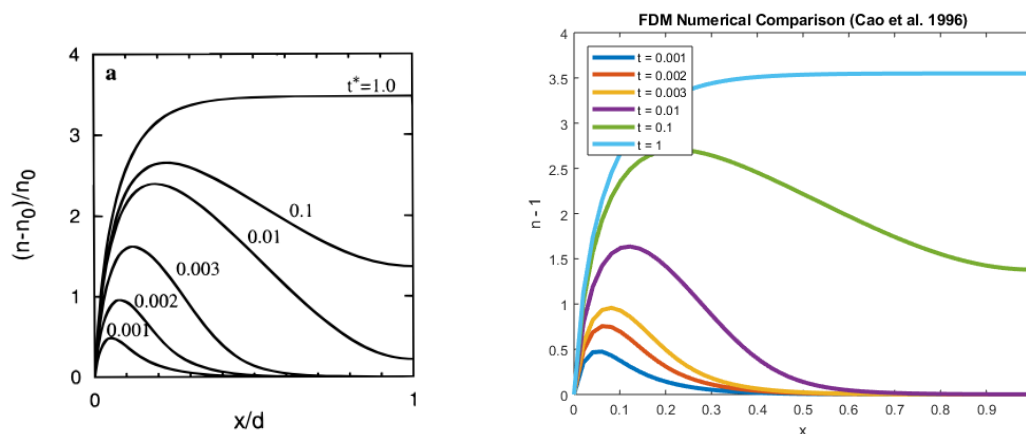 a
t*=1.0
0.1
0.01
0.003
0.002
0.001
4
3
2
1
0
0
1
(n-n0)/n0
x/d
FDM Numerical Comparison (Cao et al. 1996)
t = 0.001
t = 0.002
t = 0.003
t = 0.01
t = 0.1
t = 1
4
3.5
3
2.5
2
1.5
1
0.5
0
n - 1
0 0.1 0.2 0.3 0.4 0.5 0.6 0.7 0.8 0.9
x